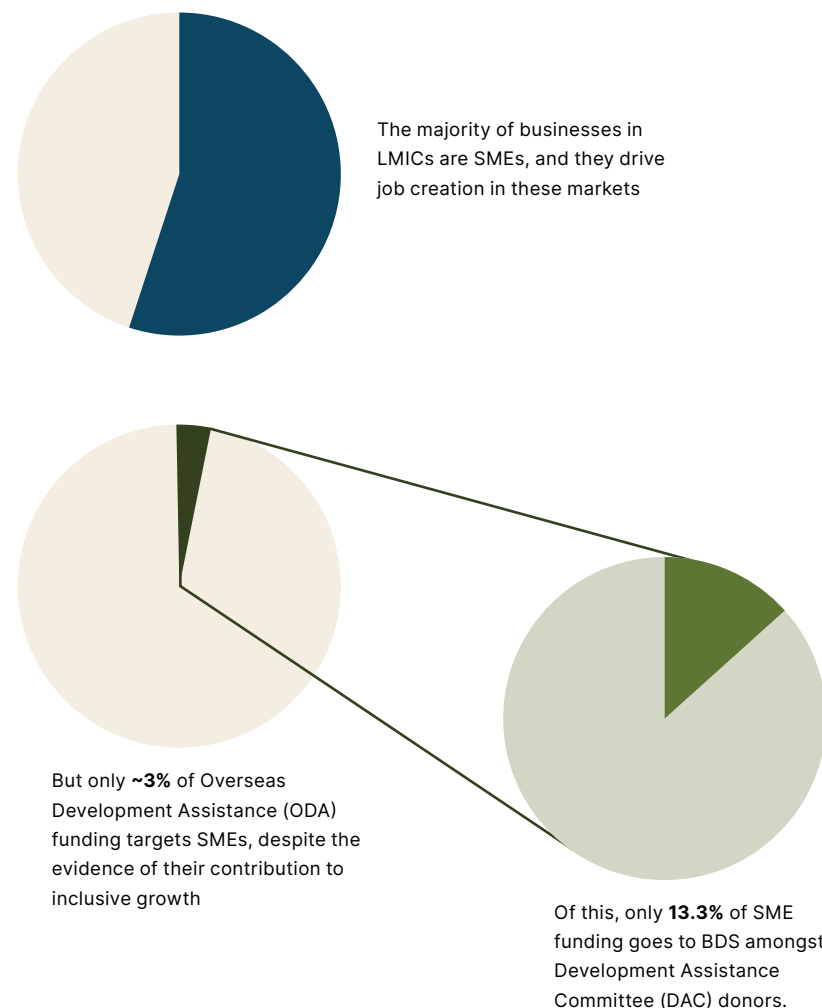 The majority of businesses in
LMICs are SMEs, and they drive
job creation in these markets
But only ~3% of Overseas
Development Assistance (ODA)
funding targets SMEs, despite the
evidence of their contribution to
inclusive growth
Of this, only 13.3% of SME
funding goes to BDS amongst
Development Assistance
Committee (DAC) donors.